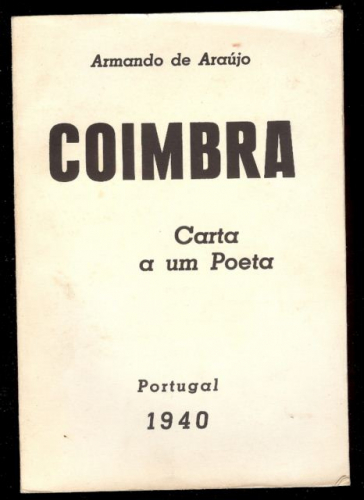 Armando de Araújo
COIMBRA
Carta
a um Poeta
Portugal
1940